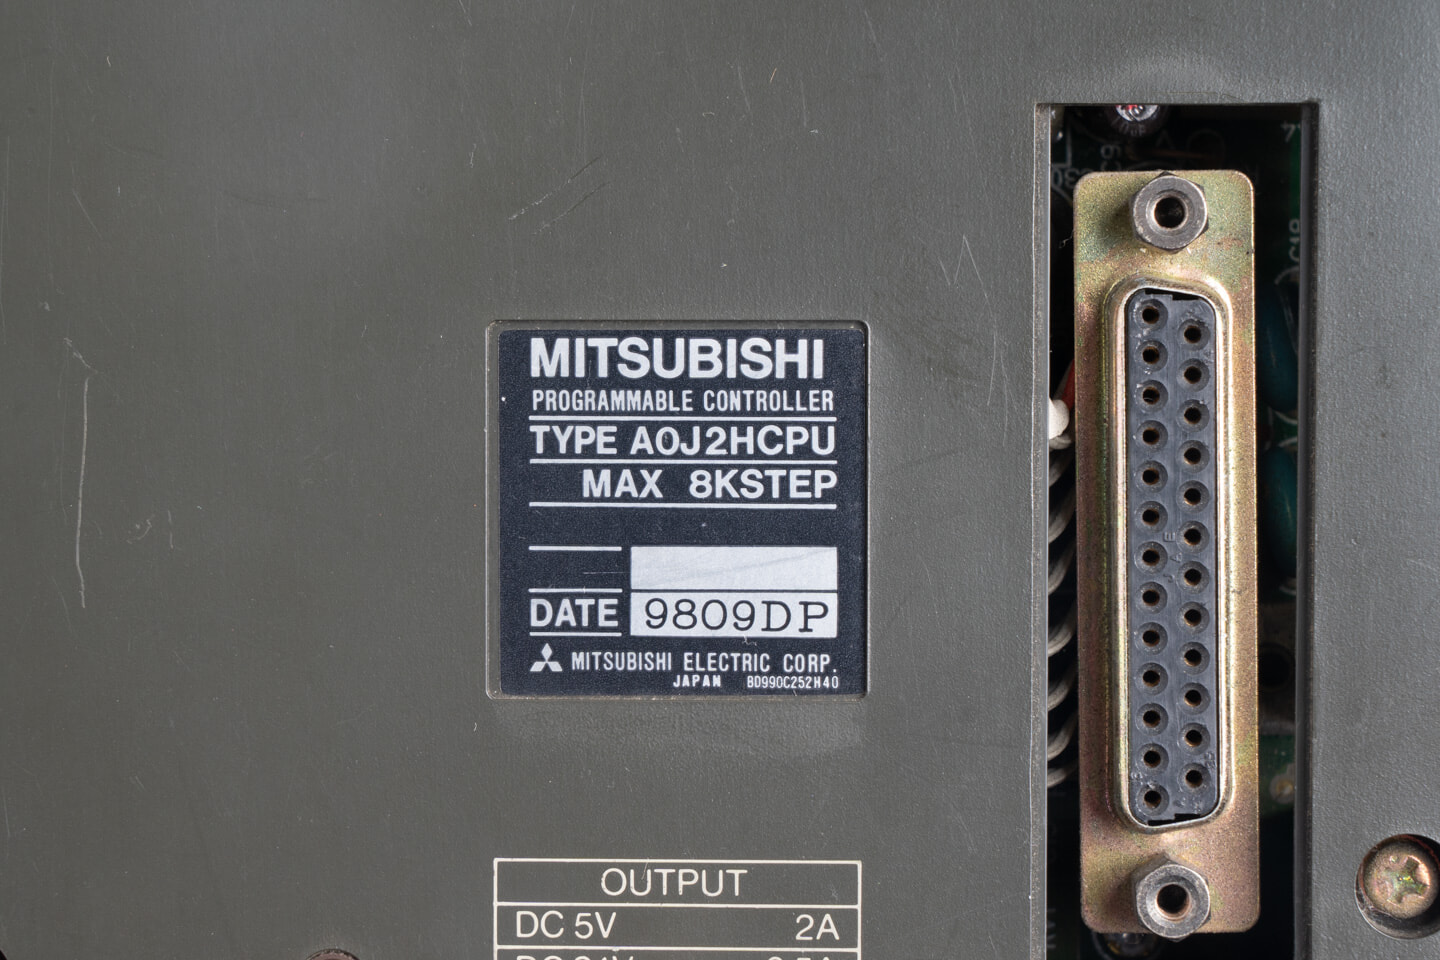 MITSUBISHI
PROGRAMMABLE CONTROLLER
TYPE A0J2HCPU
MAX 8KSTEP
DATE 9809DP
MITSUBISHI ELECTRIC CORP.
JAPAN BD990C252H40
OUTPUT
DC 5V 2A